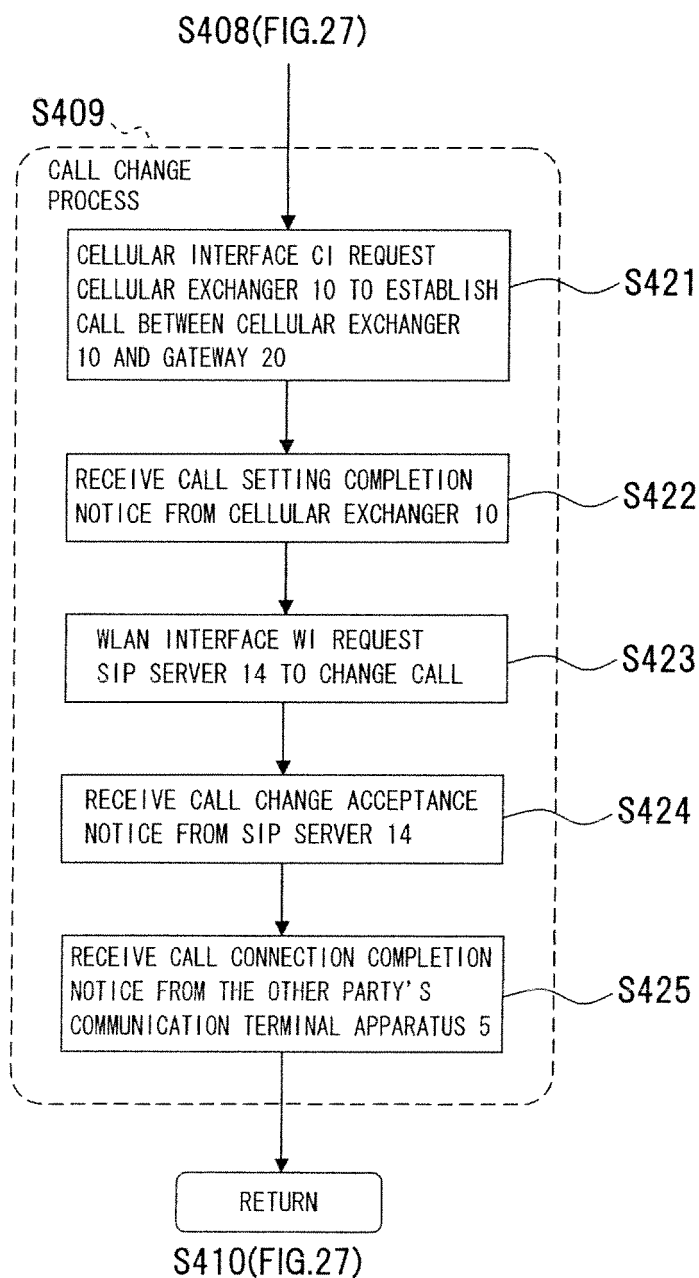 S408(FIG.27)
S409
CALL CHANGE
PROCESS
CELLULAR INTERFACE CI REQUEST
CELLULAR EXCHANGER 10 TO ESTABLISH
CALL BETWEEN CELLULAR EXCHANGER
10 AND GATEWAY 20
S421
RECEIVE CALL SETTING COMPLETION
NOTICE FROM CELLULAR EXCHANGER 10
S422
WLAN INTERFACE WI REQUEST
SIP SERVER 14 TO CHANGE CALL
S423
RECEIVE CALL CHANGE ACCEPTANCE
NOTICE FROM SIP SERVER 14
S424
RECEIVE CALL CONNECTION COMPLETION
NOTICE FROM THE OTHER PARTY'S
COMMUNICATION TERMINAL APPARATUS 5
S425
RETURN
S410(FIG.27)